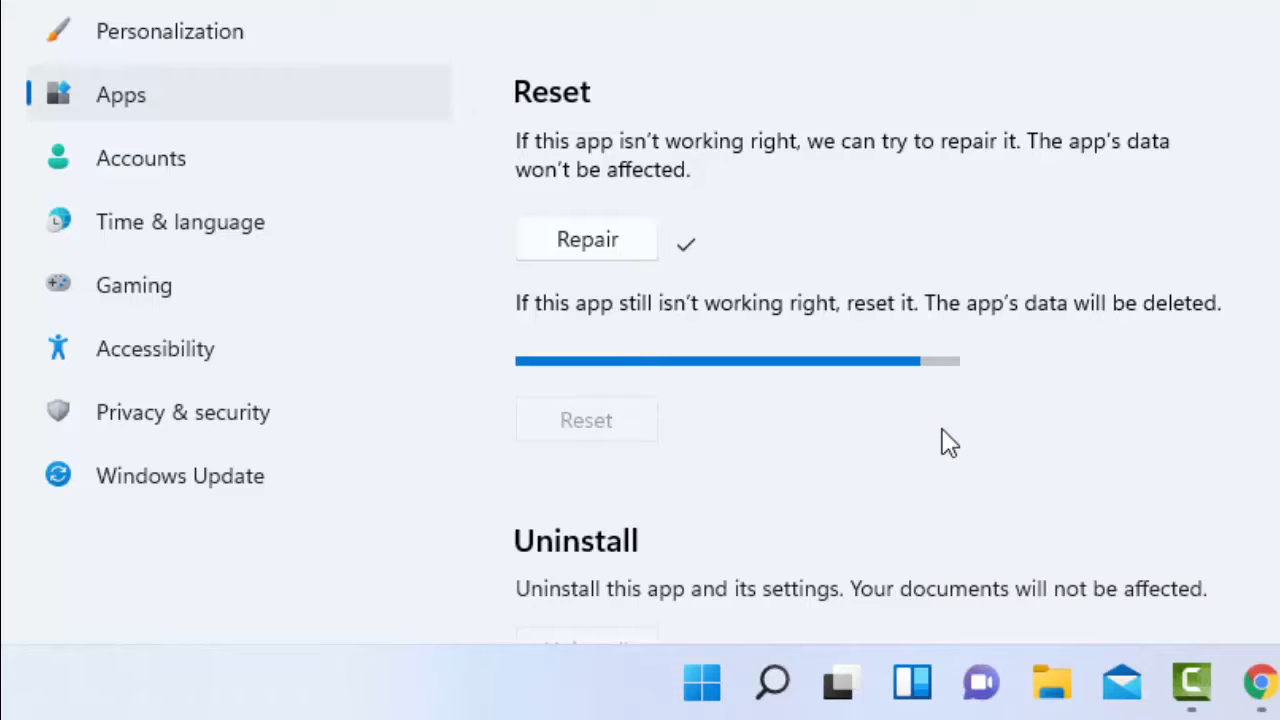 Personalization
Apps
Accounts
Time & language
Gaming
Accessibility
Privacy & security
Windows Update
Reset
If this app isn’t working right, we can try to repair it. The app’s data
won’t be affected.
Repair
If this app still isn’t working right, reset it. The app’s data will be deleted.
Reset
Uninstall
Uninstall this app and its settings. Your documents will not be affected.